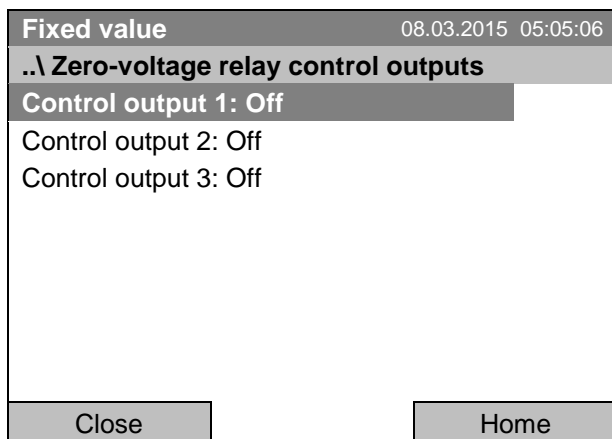 Fixed value 08.03.2015 05:05:06
..\ Zero-voltage relay control outputs
Control output 1: Off
Control output 2: Off
Control output 3: Off
Close Home